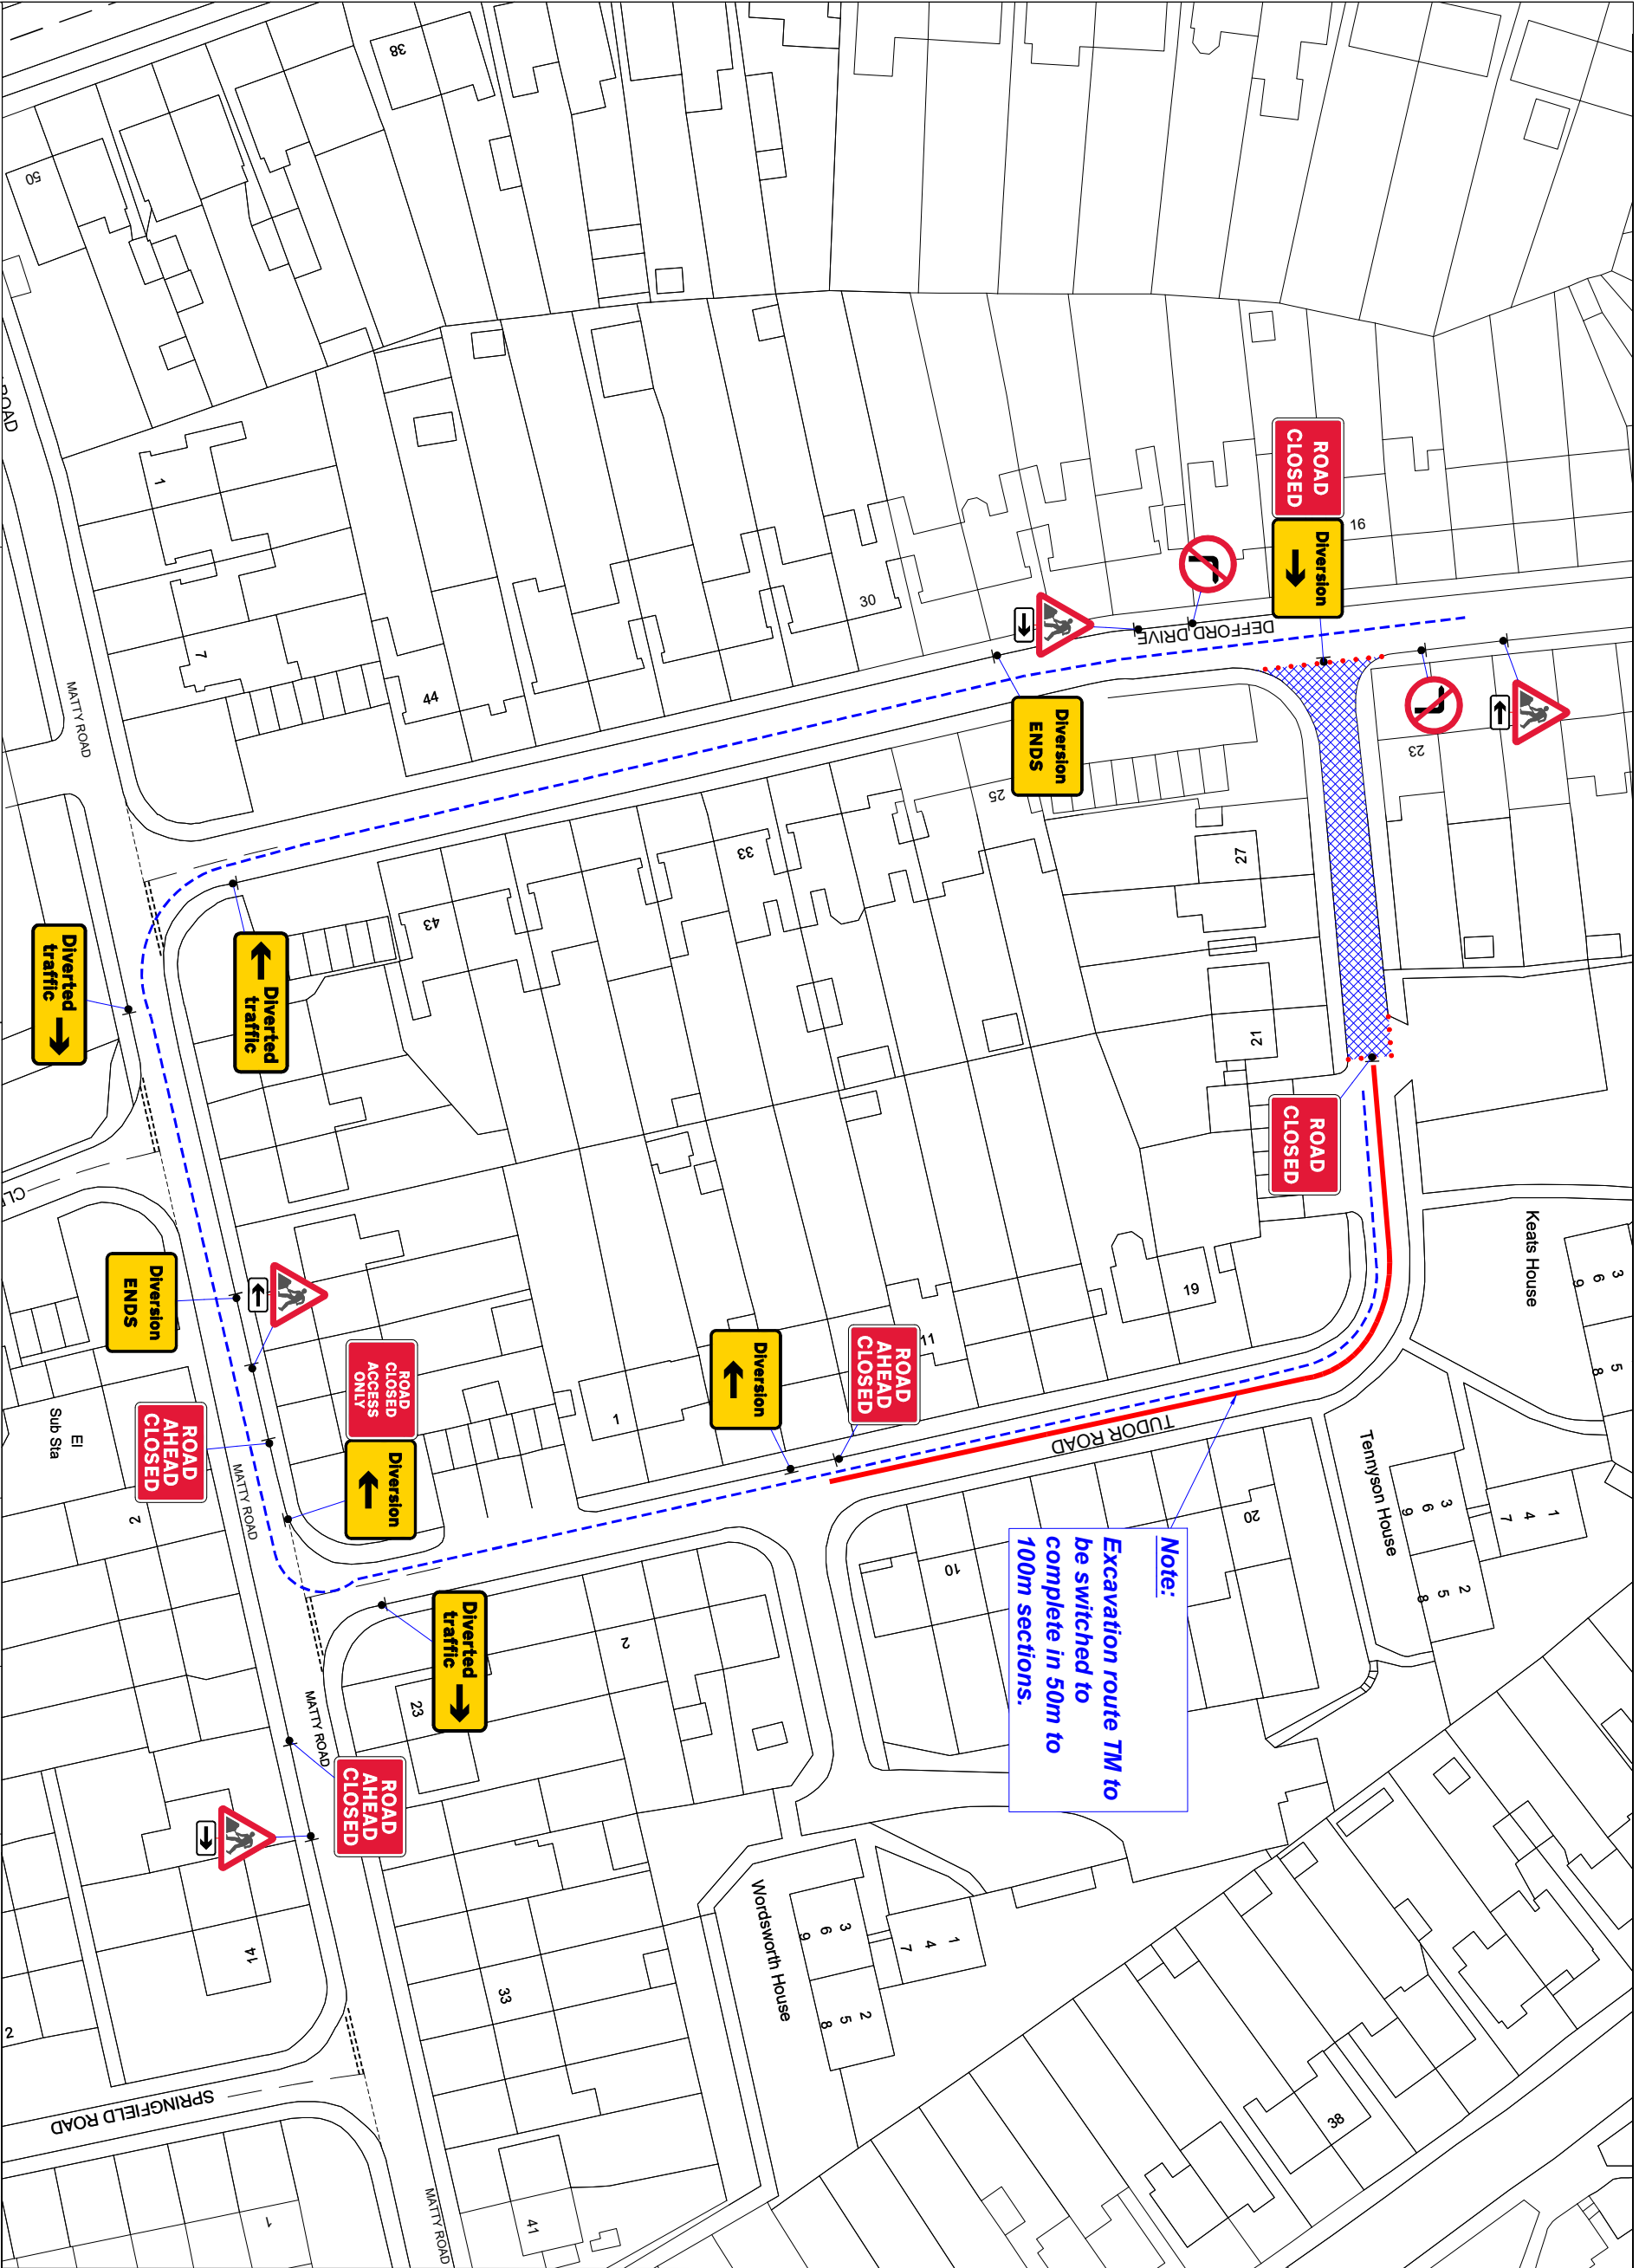 38
50
ROAD
1
7
MATTY ROAD
44
30
16
ROAD
CLOSED
Diversion
DEFFORD DRIVE
Diversion
ENDS
23
25
27
21
33
43
Diverted
traffic
Diverted
traffic
ROAD
CLOSED
Keats House
3
6
9
5
8
19
11
ROAD
AHEAD
CLOSED
Diversion
1
TUDOR ROAD
Tennyson House
3
6
9
1
4
7
2
5
8
20
10
Note:
Excavation route TM to
be switched to
complete in 50m to
100m sections.
Diversion
ENDS
ROAD
CLOSED
ACCESS
ONLY
Diversion
ROAD
AHEAD
CLOSED
El
Sub Sta
2
MATTY ROAD
Diverted
traffic
2
23
MATTY ROAD
ROAD
AHEAD
CLOSED
14
33
Wordsworth House
3
6
9
1
4
7
2
5
8
38
2
SPRINGFIELD ROAD
1
41
MATTY ROAD